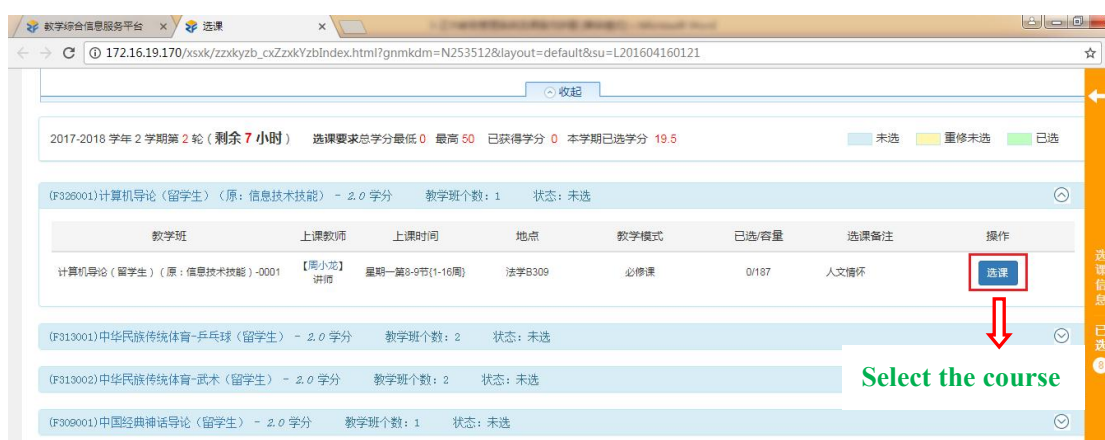 教学综合信息服务平台 × 选课 ×
172.16.19.170/xsxk/zzxkyzb_cxZzxkYzbIndex.html?gnmkdm=N253512&layout=default&su=L201604160121
收起
2017-2018 学年 2 学期第 2 轮（剩余 7 小时） 选课要求总学分最低 0 最高 50 已获得学分 0 本学期已选学分 19.5 未选 重修未选 已选
(F326001)计算机导论（留学生）（原：信息技术技能） - 2.0 学分 教学班个数：1 状态：未选
教学班 上课教师 上课时间 地点 教学模式 已选/容量 选课备注 操作
计算机导论（留学生）（原：信息技术技能）-0001 【周小龙】 星期一第8-9节{1-16周} 法学B309 必修课 0/187 人文情怀 选课
讲师
(F313001)中华民族传统体育-乒乓球（留学生） - 2.0 学分 教学班个数：2 状态：未选
(F313002)中华民族传统体育-武术（留学生） - 2.0 学分 教学班个数：2 状态：未选
(F309001)中国经典神话导论（留学生） - 2.0 学分 教学班个数：1 状态：未选
Select the course
选课信息 已选 8